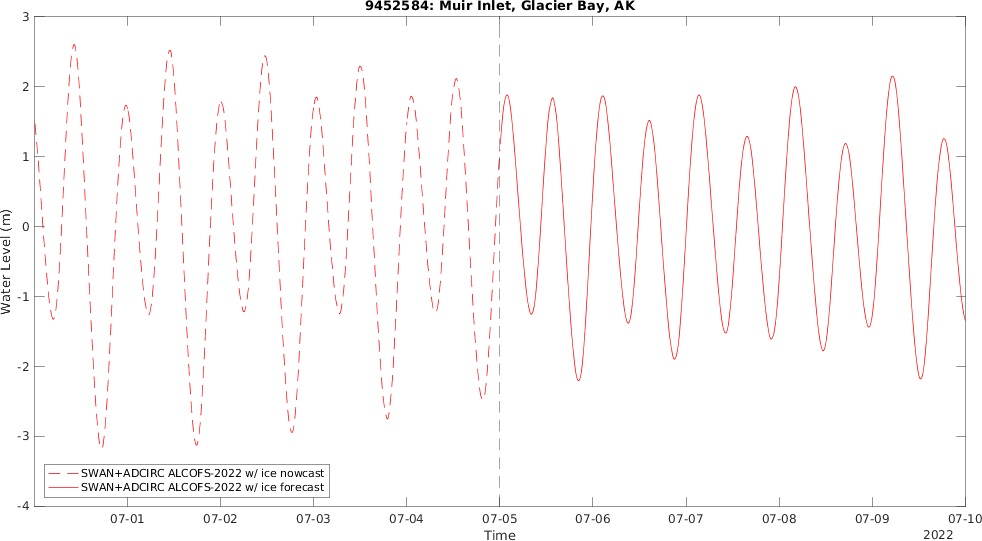 9452584: Muir Inlet, Glacier Bay, AK
3
2
1
0
-1
-2
-3
-4
Water Level (m)
SWAN+ADCIRC ALCOFS-2022 w/ ice nowcast
SWAN+ADCIRC ALCOFS-2022 w/ ice forecast
07-01 07-02 07-03 07-04 07-05 07-06 07-07 07-08 07-09 07-10
Time
2022